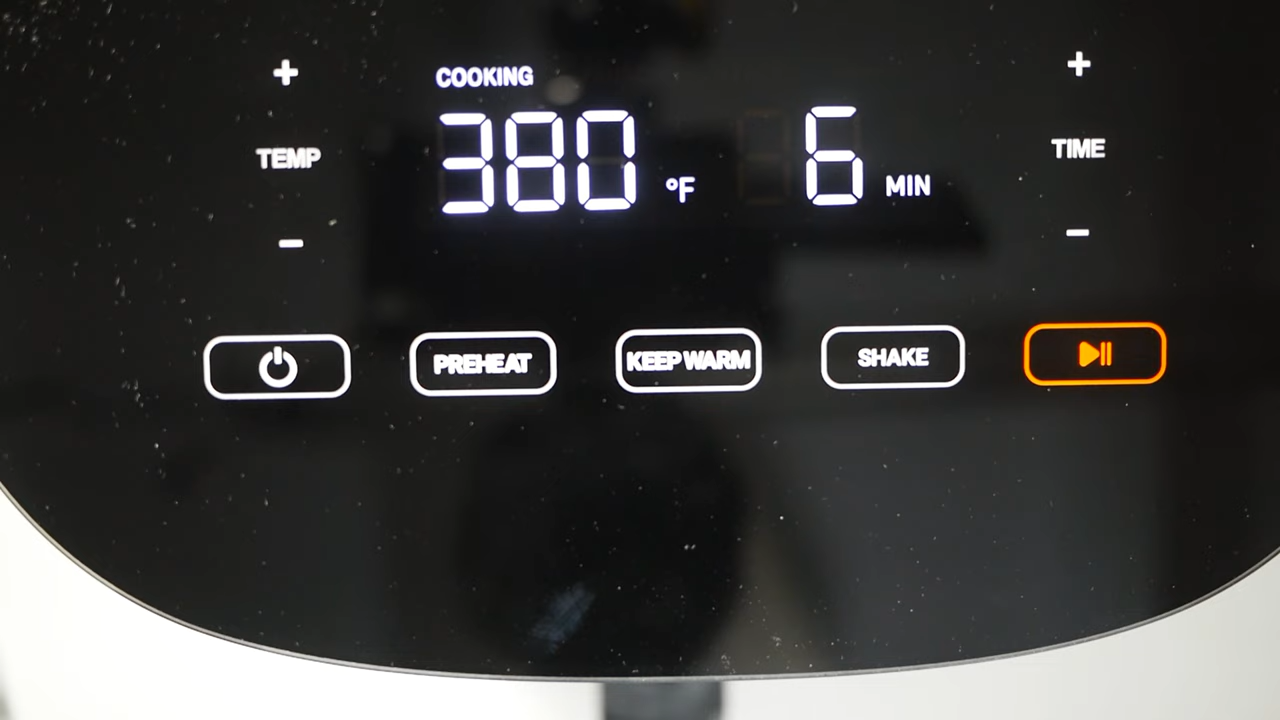 COOKING
+ +
TEMP 380 °F 6 MIN TIME
- -
PREHEAT KEEP WARM SHAKE